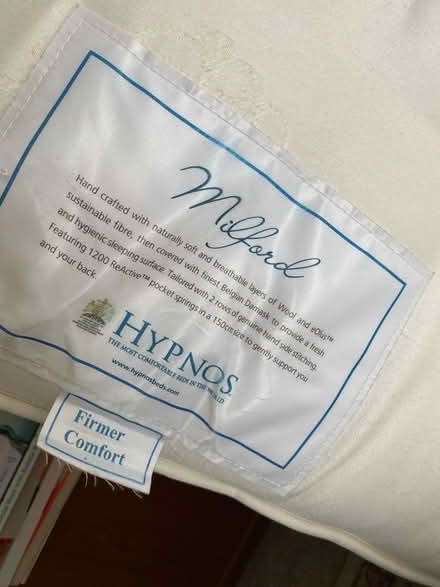 Milford
Hand crafted with naturally soft and breathable layers of Wool and eOlia™
sustainable fibre, then covered with finest Belgian Damask to provide a fresh
and hygienic sleeping surface. Tailored with 2 rows of genuine hand side stitching.
Featuring 1200 ReActive™ pocket springs in a 150cm size to gently support you
and your back.
HYPNOS
THE MOST COMFORTABLE BEDS IN THE WORLD
www.hypnosbeds.com
Firmer
Comfort